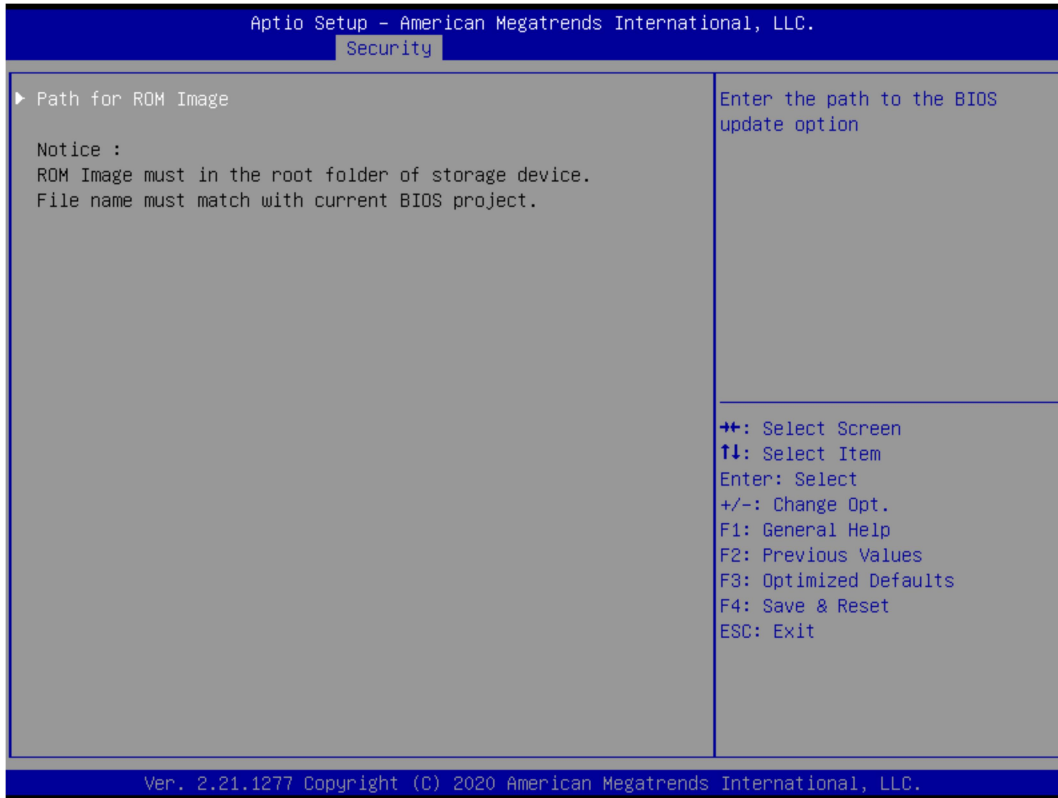 Aptio Setup – American Megatrends International, LLC.
Security
▶ Path for ROM Image
Notice :
ROM Image must in the root folder of storage device.
File name must match with current BIOS project.
Enter the path to the BIOS
update option
→←: Select Screen
↑↓: Select Item
Enter: Select
+/-: Change Opt.
F1: General Help
F2: Previous Values
F3: Optimized Defaults
F4: Save & Reset
ESC: Exit
Ver. 2.21.1277 Copyright (C) 2020 American Megatrends International, LLC.